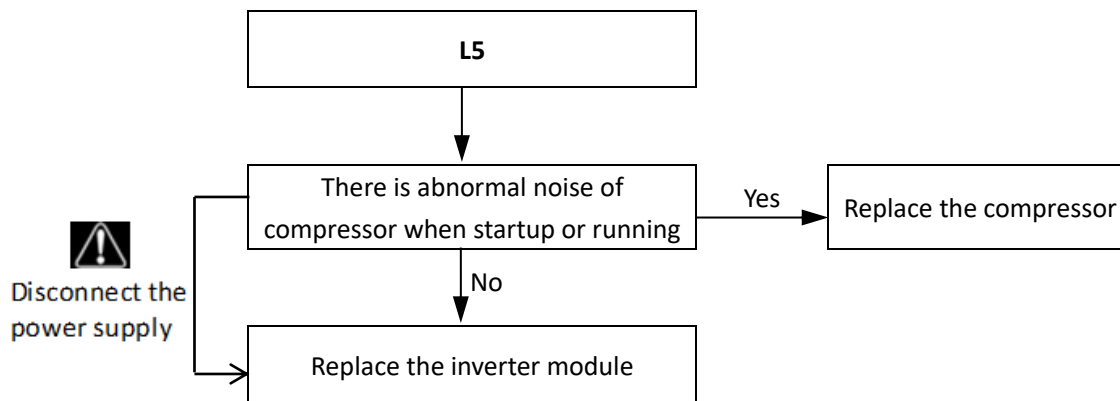 L5
There is abnormal noise of
compressor when startup or running
Yes
Replace the compressor
No
Disconnect the
power supply
Replace the inverter module